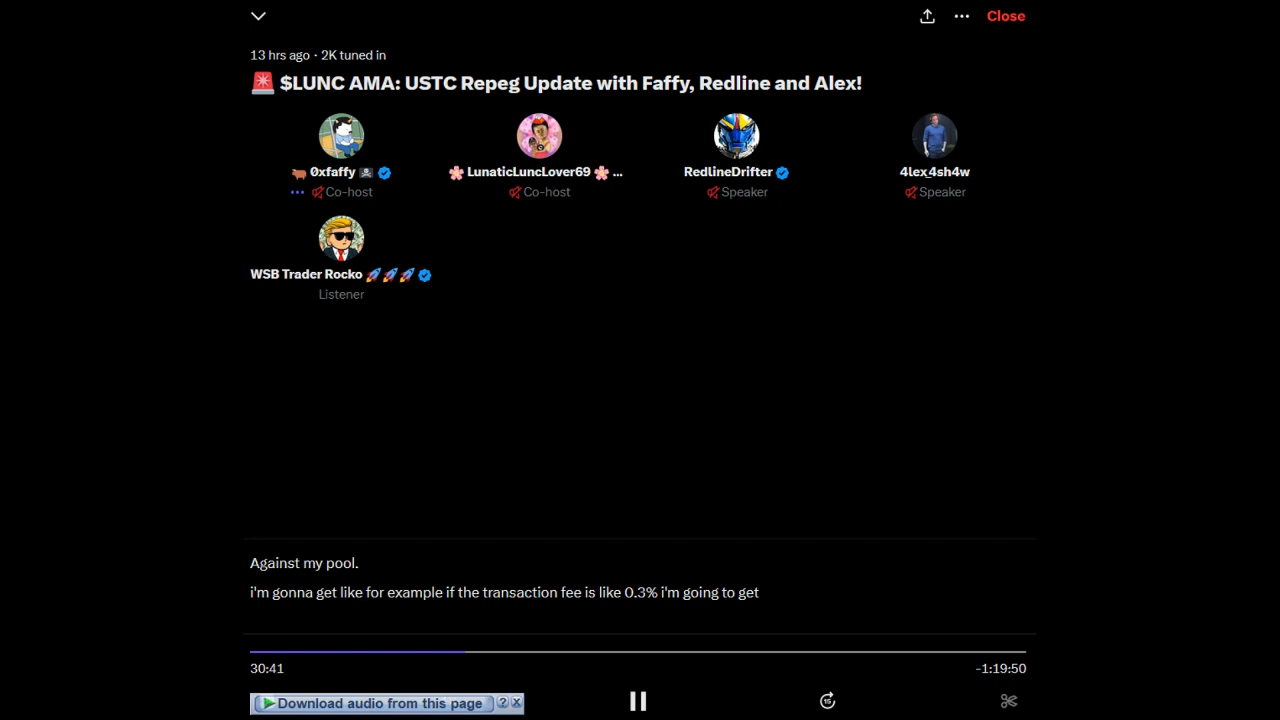 Close
13 hrs ago · 2K tuned in
🚨 $LUNC AMA: USTC Repeg Update with Faffy, Redline and Alex!
🐂 0xfaffy 🏴‍☠️ 🌸 LunaticLuncLover69 🌸 ... RedlineDrifter 4lex_4sh4w
Co-host Co-host Speaker Speaker
WSB Trader Rocko 🚀🚀🚀
Listener
Against my pool.
i'm gonna get like for example if the transaction fee is like 0.3% i'm going to get
30:41 -1:19:50
Download audio from this page ? X 15